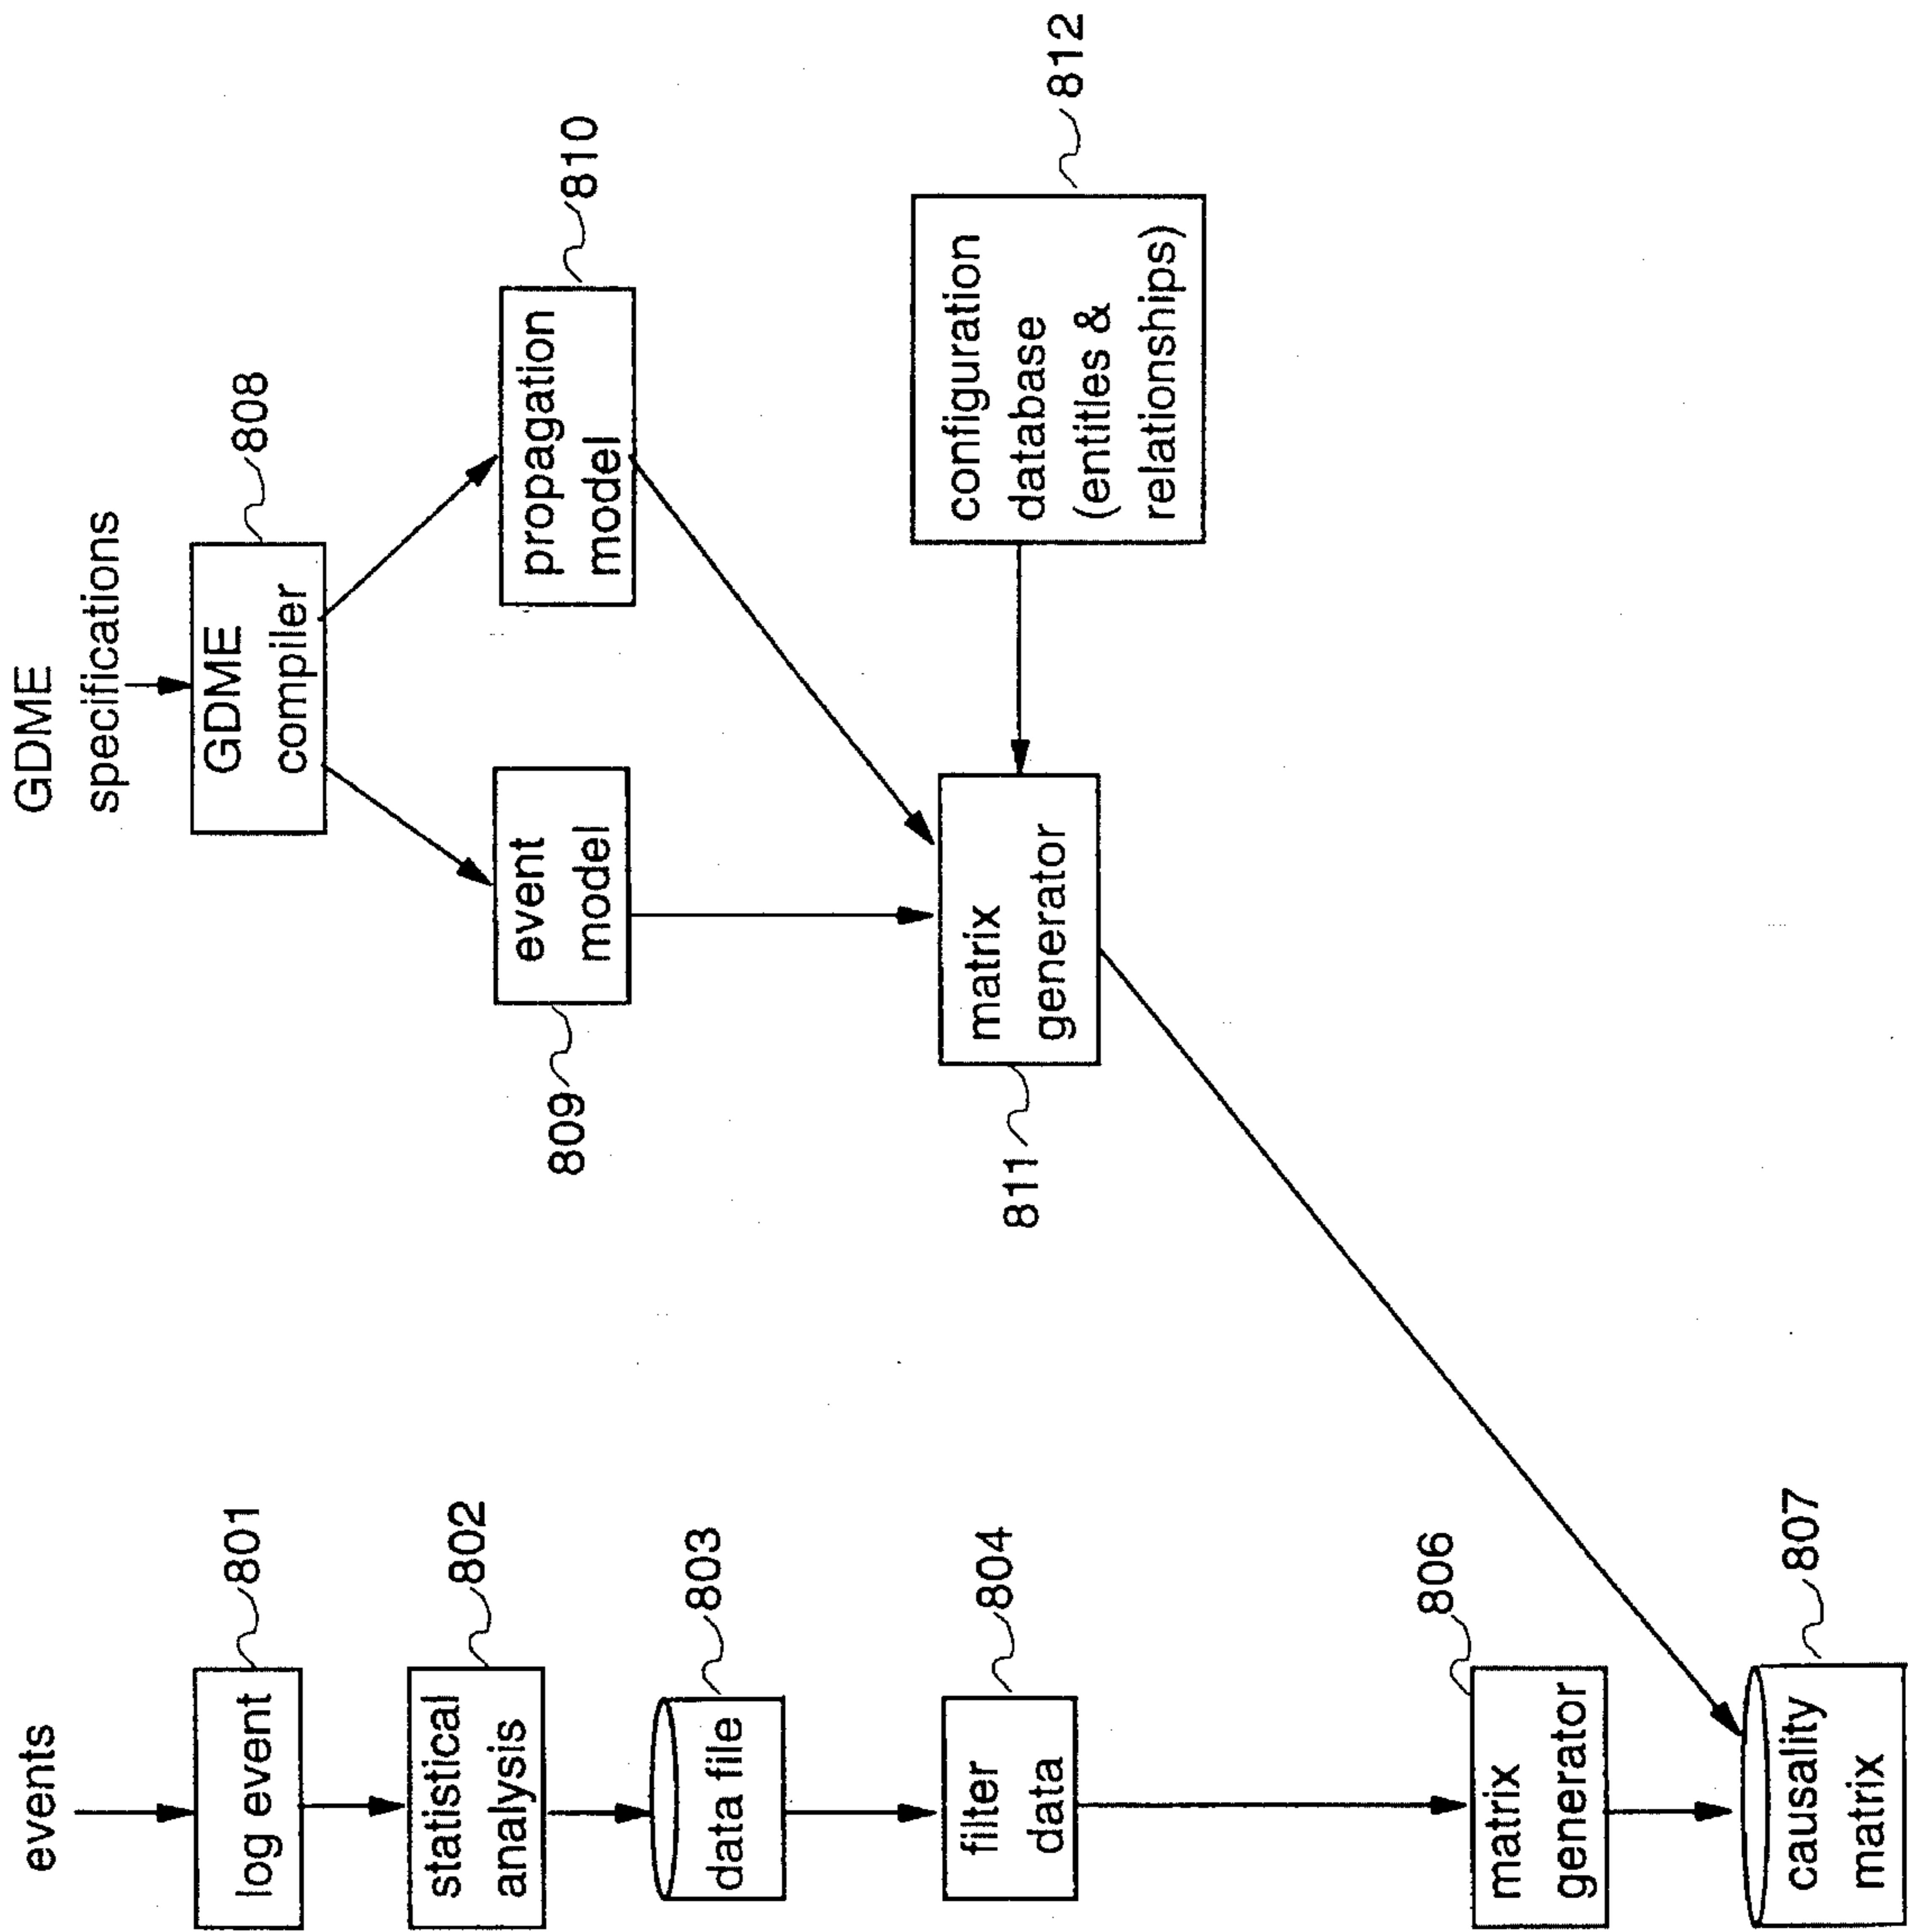 events
log event
801
statistical
analysis
802
data file
803
filter
data
804
matrix
generator
806
causality
matrix
807
GDME
specifications
GDME
compiler
808
event
model
809
propagation
model
810
matrix
generator
811
configuration
database
(entities &
relationships)
812